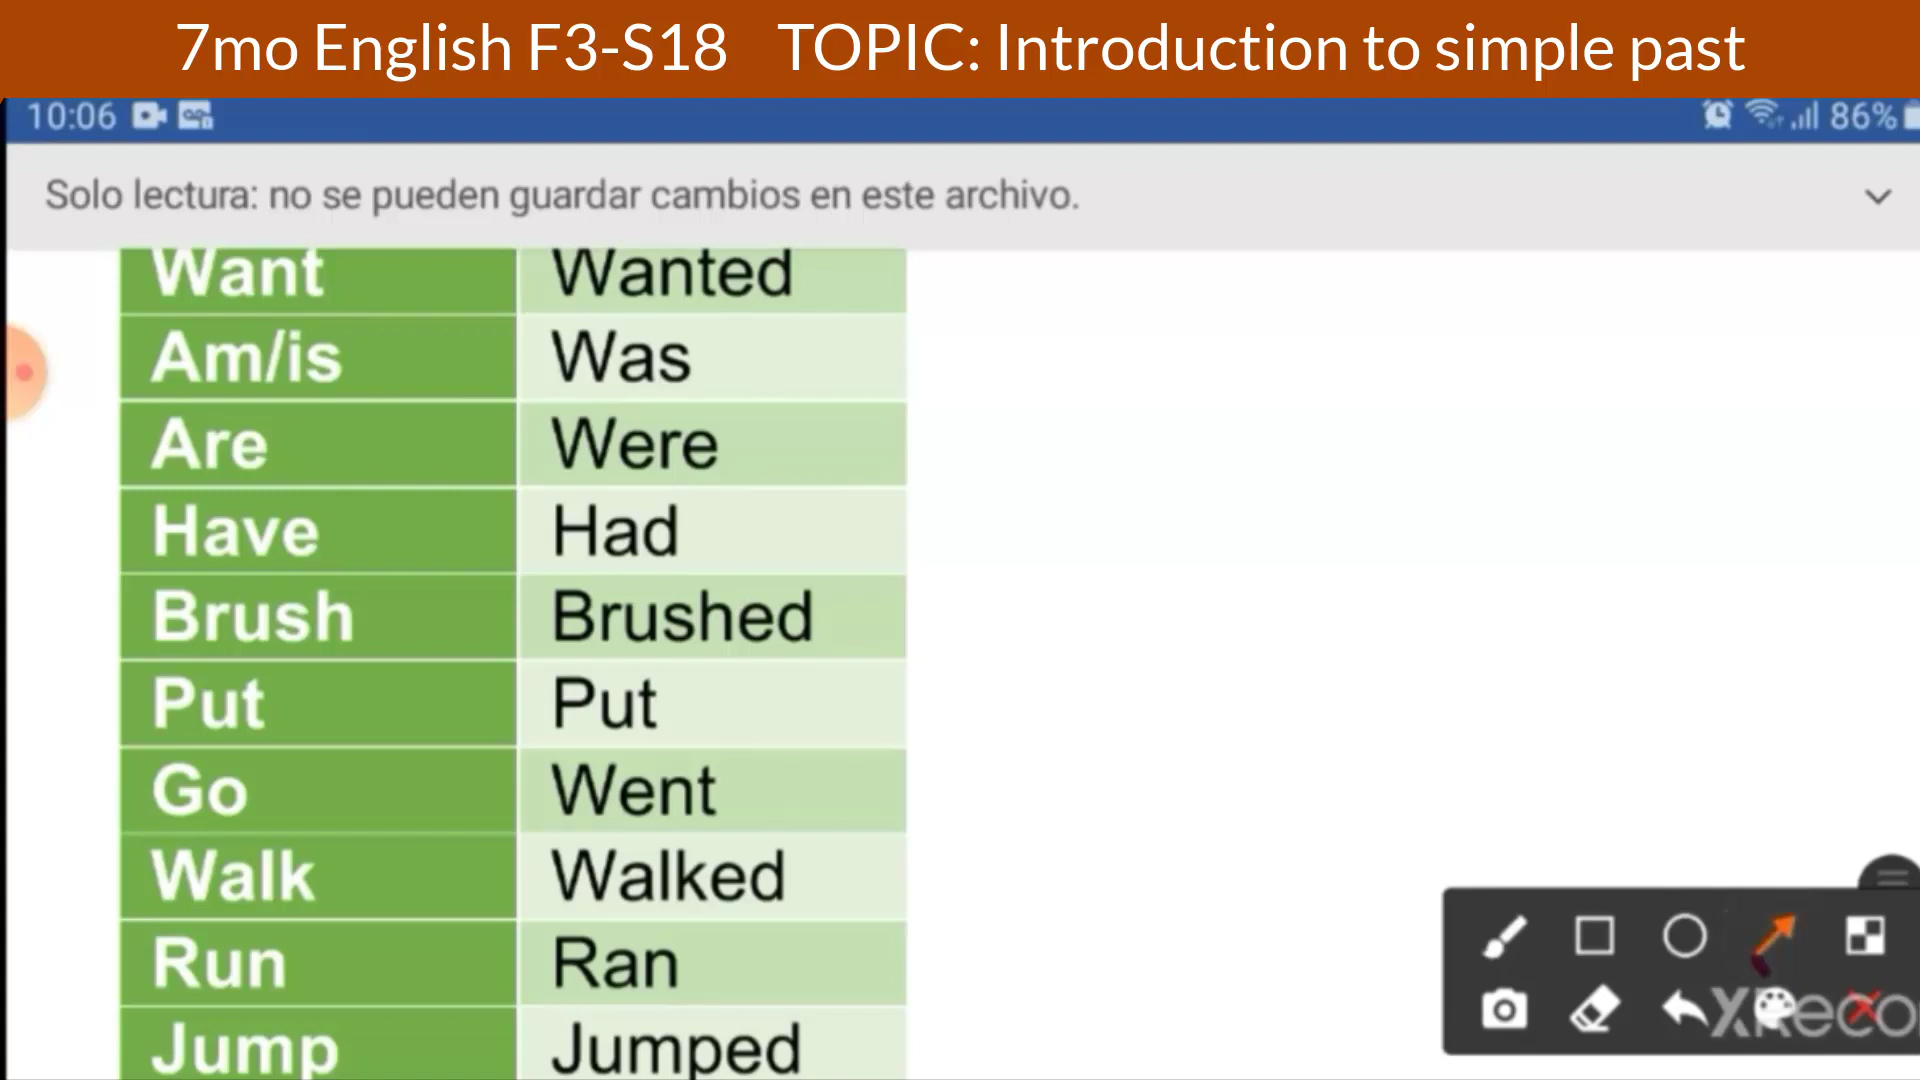 7mo English F3-S18 TOPIC: Introduction to simple past
10:06 86%
Solo lectura: no se pueden guardar cambios en este archivo.
Want Wanted
Am/is Was
Are Were
Have Had
Brush Brushed
Put Put
Go Went
Walk Walked
Run Ran
Jump Jumped